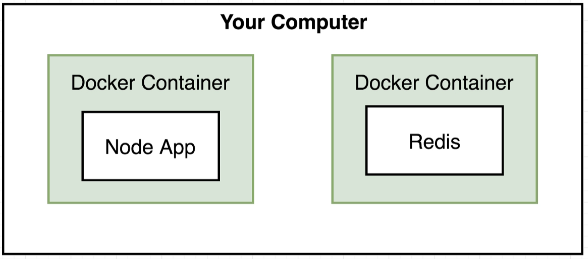 Your Computer
Docker Container
Docker Container
Node App
Redis